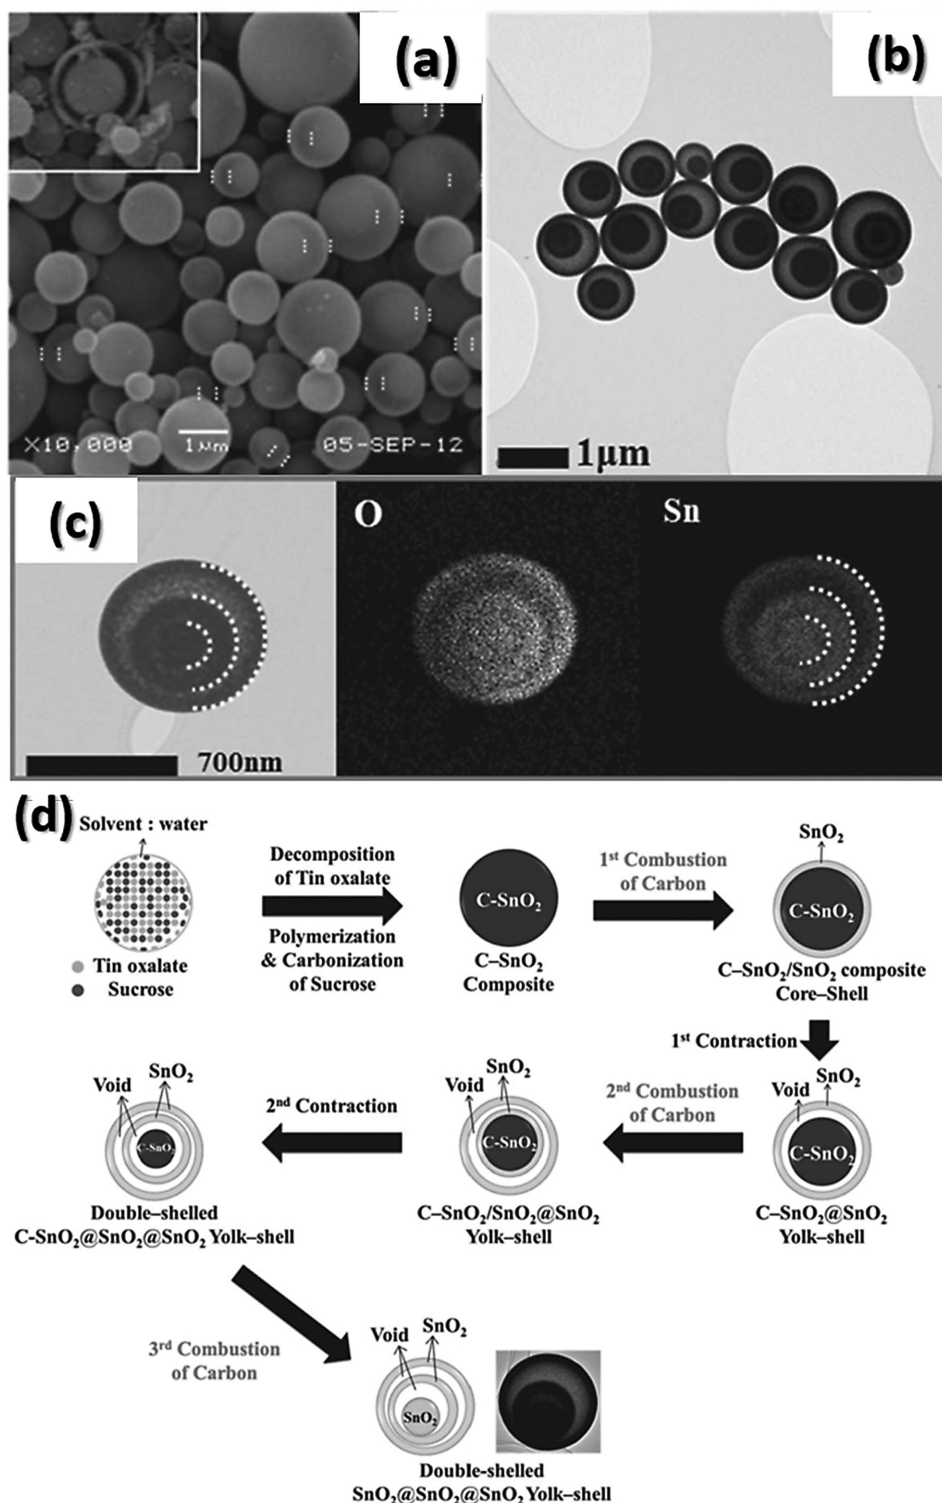 (a)
(b)
X10,000 1μm 05-SEP-12
1μm
(c)
O
Sn
700nm
(d)
Solvent : water
Tin oxalate
Sucrose
Decomposition
of Tin oxalate
Polymerization
& Carbonization
of Sucrose
C-SnO₂
C–SnO₂
Composite
1st Combustion
of Carbon
SnO₂
C-SnO₂
C–SnO₂/SnO₂ composite
Core–Shell
1st Contraction
Void
SnO₂
C-SnO₂
C–SnO₂@SnO₂
Yolk–shell
2nd Combustion
of Carbon
SnO₂
Void
C-SnO₂
C–SnO₂/SnO₂@SnO₂
Yolk–shell
2nd Contraction
Void
SnO₂
C-SnO₂
Double–shelled
C-SnO₂@SnO₂@SnO₂ Yolk–shell
3rd Combustion
of Carbon
Void
SnO₂
SnO₂
Double-shelled
SnO₂@SnO₂@SnO₂ Yolk–shell